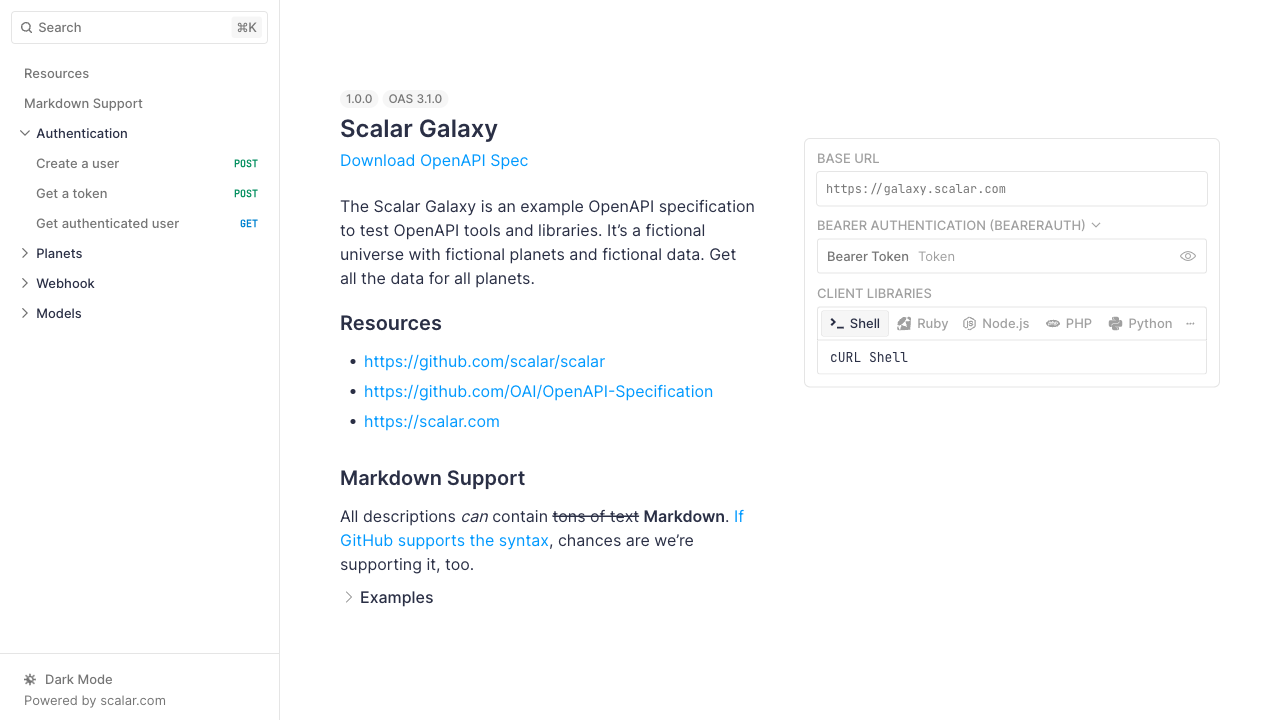 Search ⌘K
Resources
Markdown Support
Authentication
Create a user POST
Get a token POST
Get authenticated user GET
Planets
Webhook
Models
Dark Mode
Powered by scalar.com
1.0.0 OAS 3.1.0
Scalar Galaxy
Download OpenAPI Spec
The Scalar Galaxy is an example OpenAPI specification
to test OpenAPI tools and libraries. It’s a fictional
universe with fictional planets and fictional data. Get
all the data for all planets.
Resources
• https://github.com/scalar/scalar
• https://github.com/OAI/OpenAPI-Specification
• https://scalar.com
Markdown Support
All descriptions can contain tons of text Markdown. If
GitHub supports the syntax, chances are we’re
supporting it, too.
Examples
BASE URL
https://galaxy.scalar.com
BEARER AUTHENTICATION (BEARERAUTH)
Bearer Token Token
CLIENT LIBRARIES
Shell Ruby Node.js PHP Python ···
cURL Shell